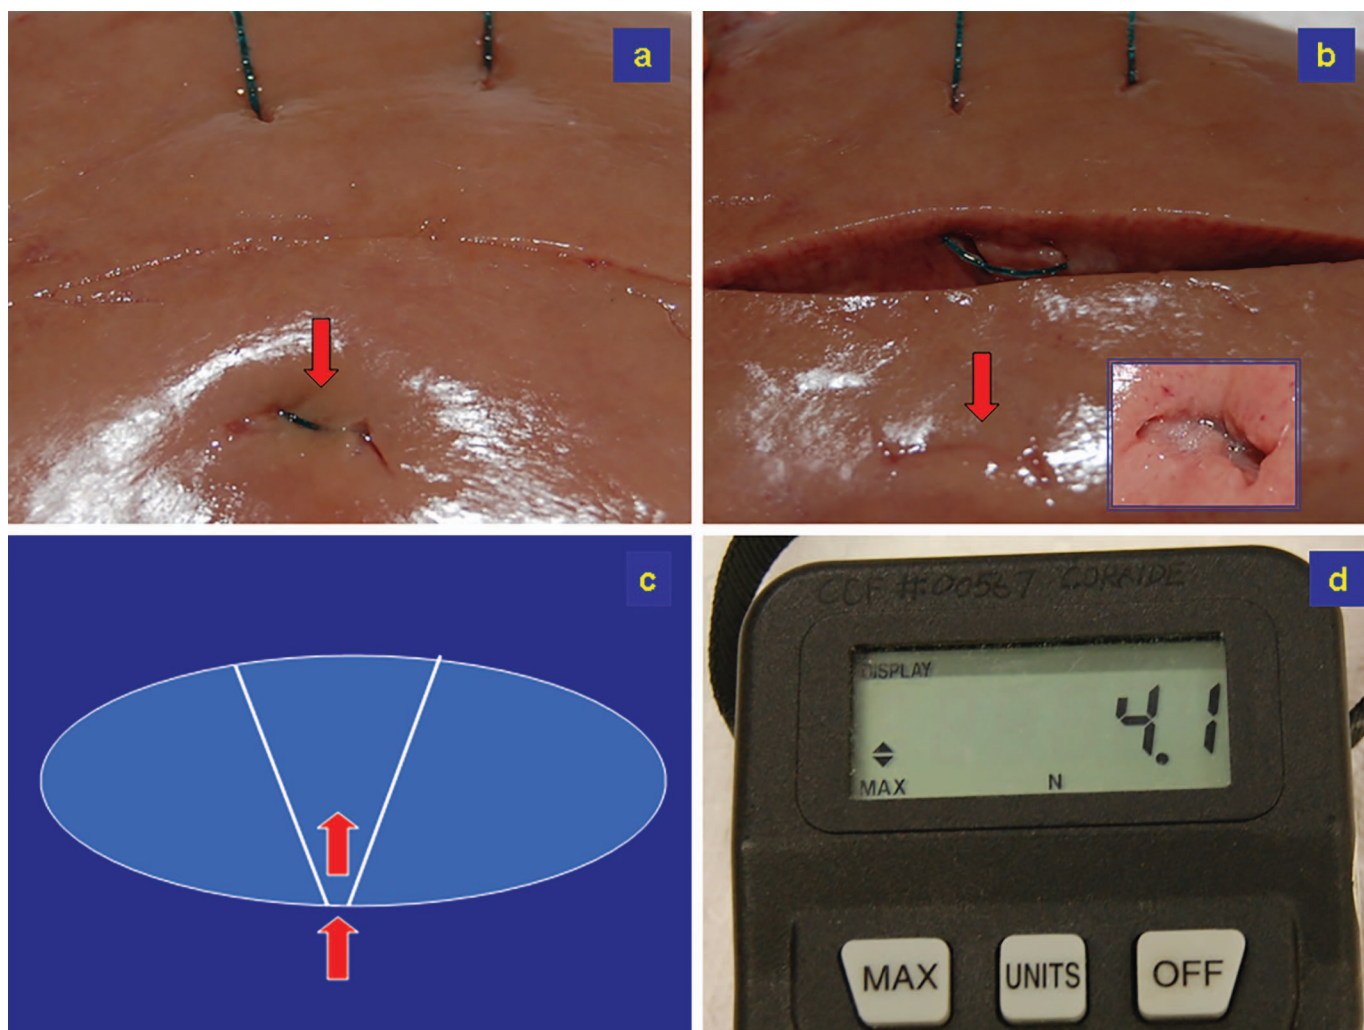 a
b
c
d
CCF #:00567 CORAIDE
DISPLAY
4.1
MAX
N
MAX
UNITS
OFF